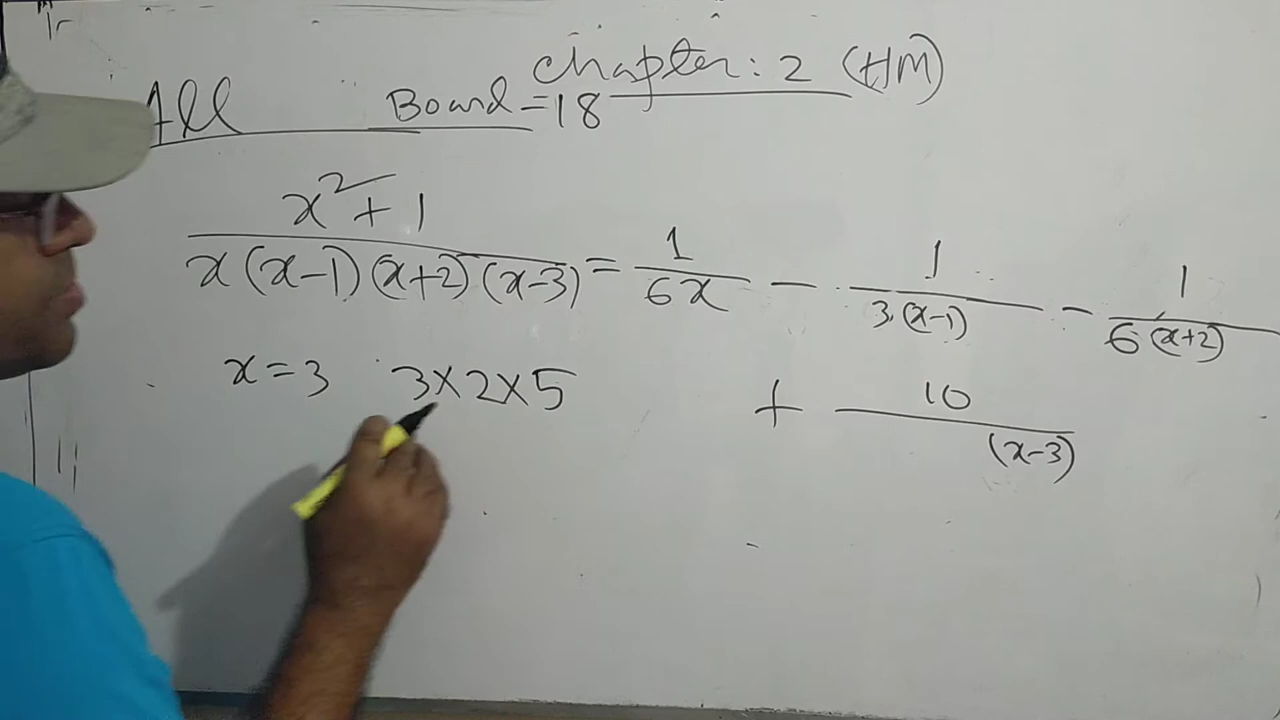 Chapter: 2 (HM)
All Board = 18
x² + 1 / x(x-1)(x+2)(x-3) = 1 / 6x - 1 / 3(x-1) - 1 / 6(x+2)
+ 10 / (x-3)
x = 3 3×2×5